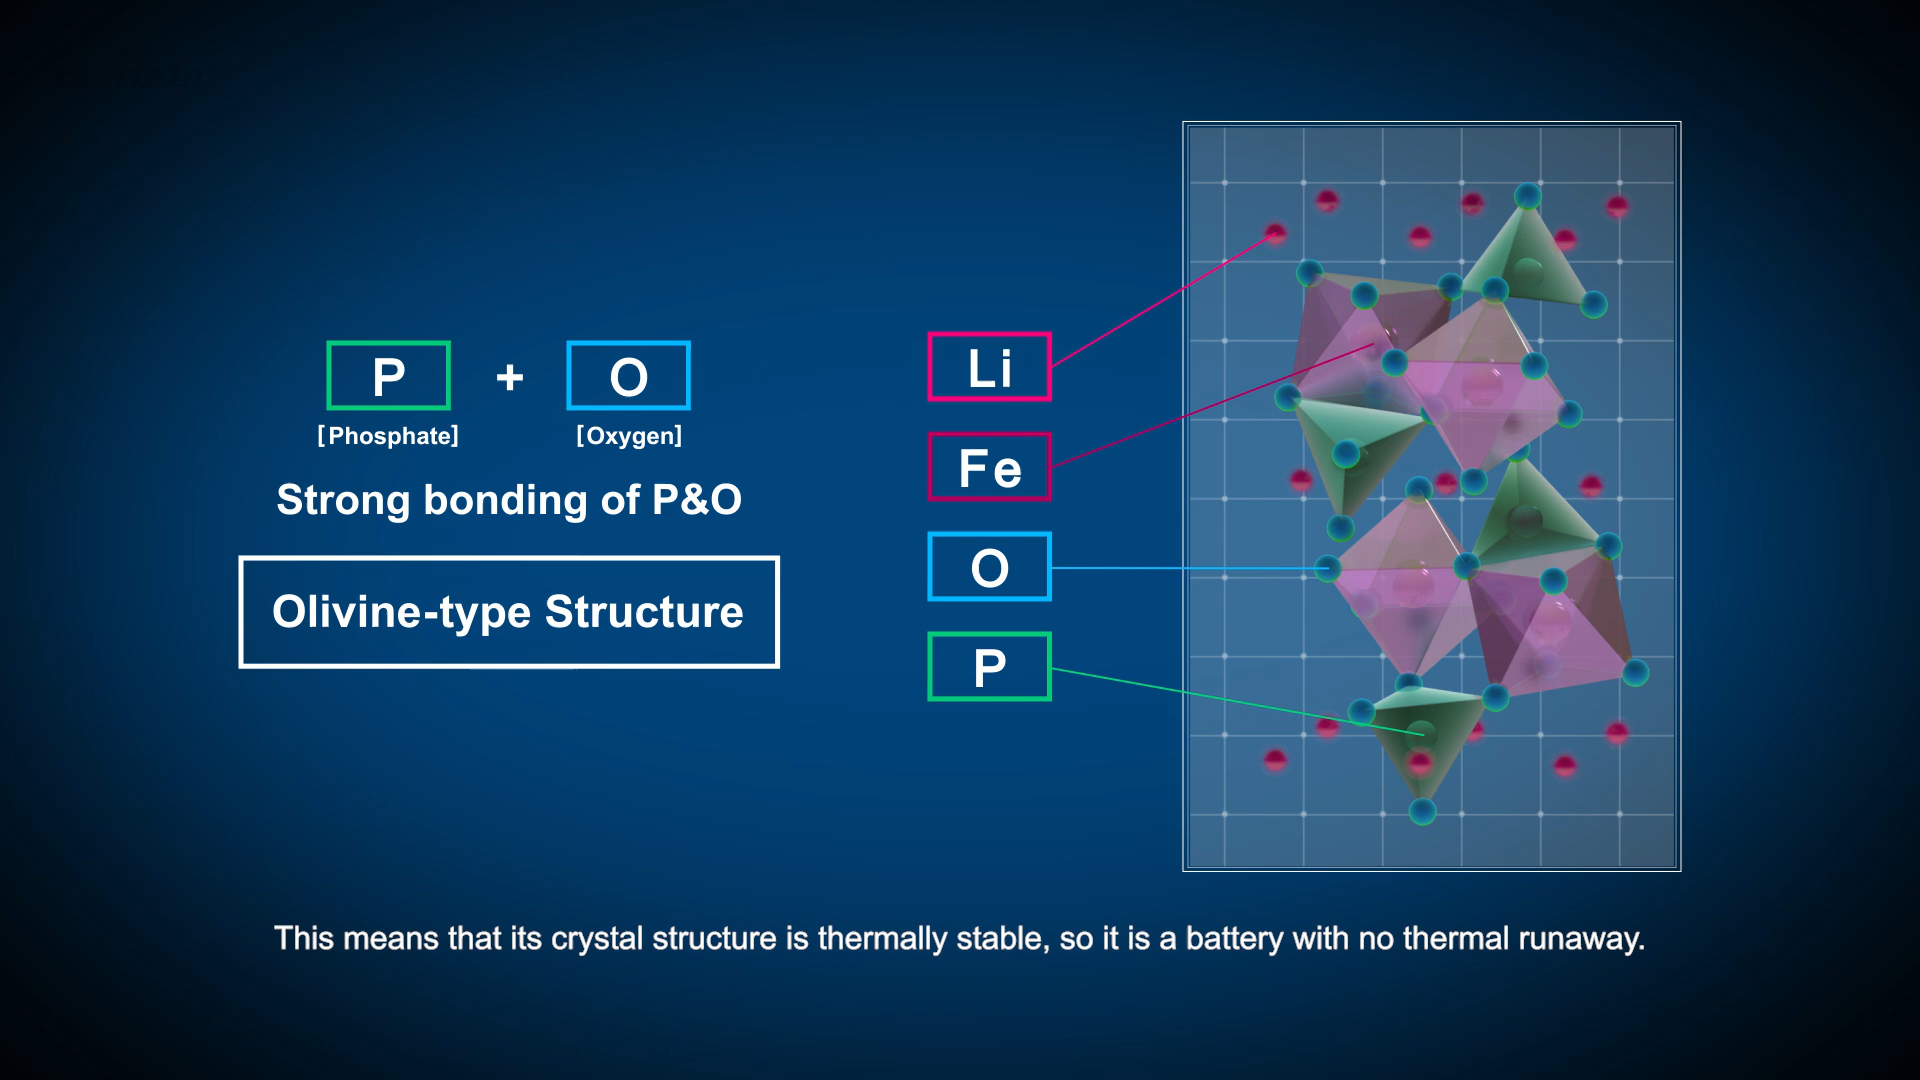 P + O
[Phosphate] [Oxygen]
Strong bonding of P&O
Olivine-type Structure
Li
Fe
O
P
This means that its crystal structure is thermally stable, so it is a battery with no thermal runaway.